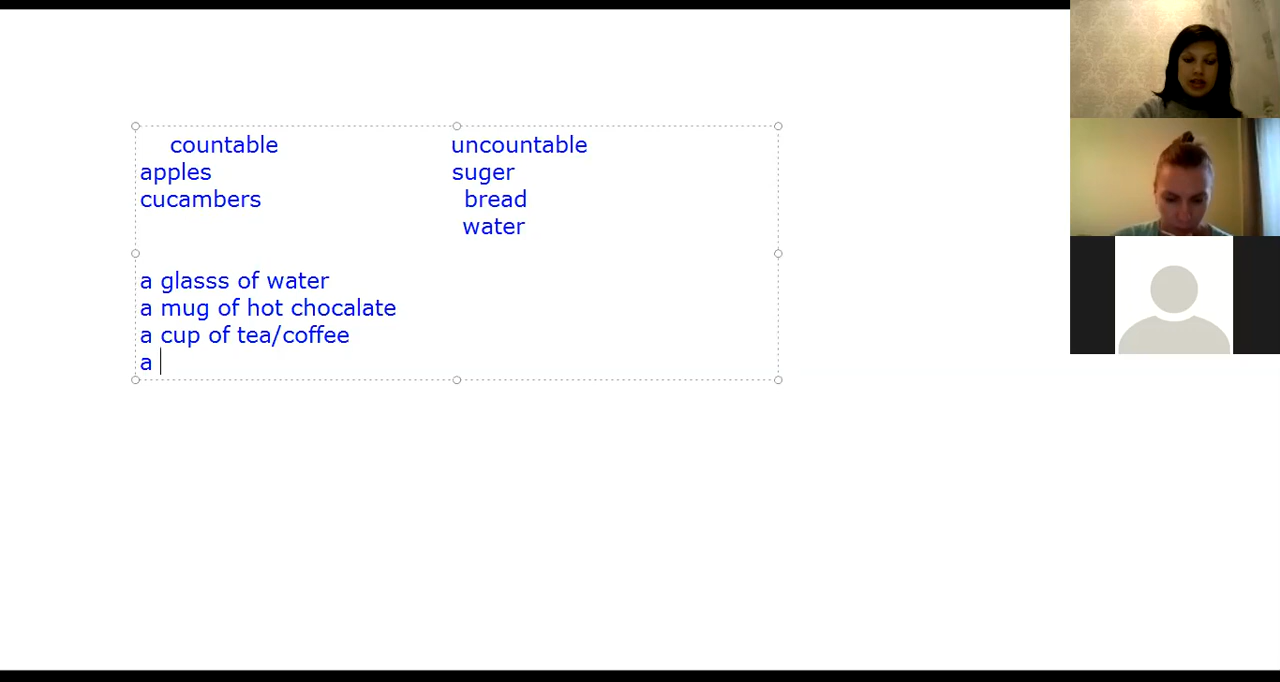 countable uncountable
apples suger
cucambers bread
water
a glasss of water
a mug of hot chocalate
a cup of tea/coffee
a